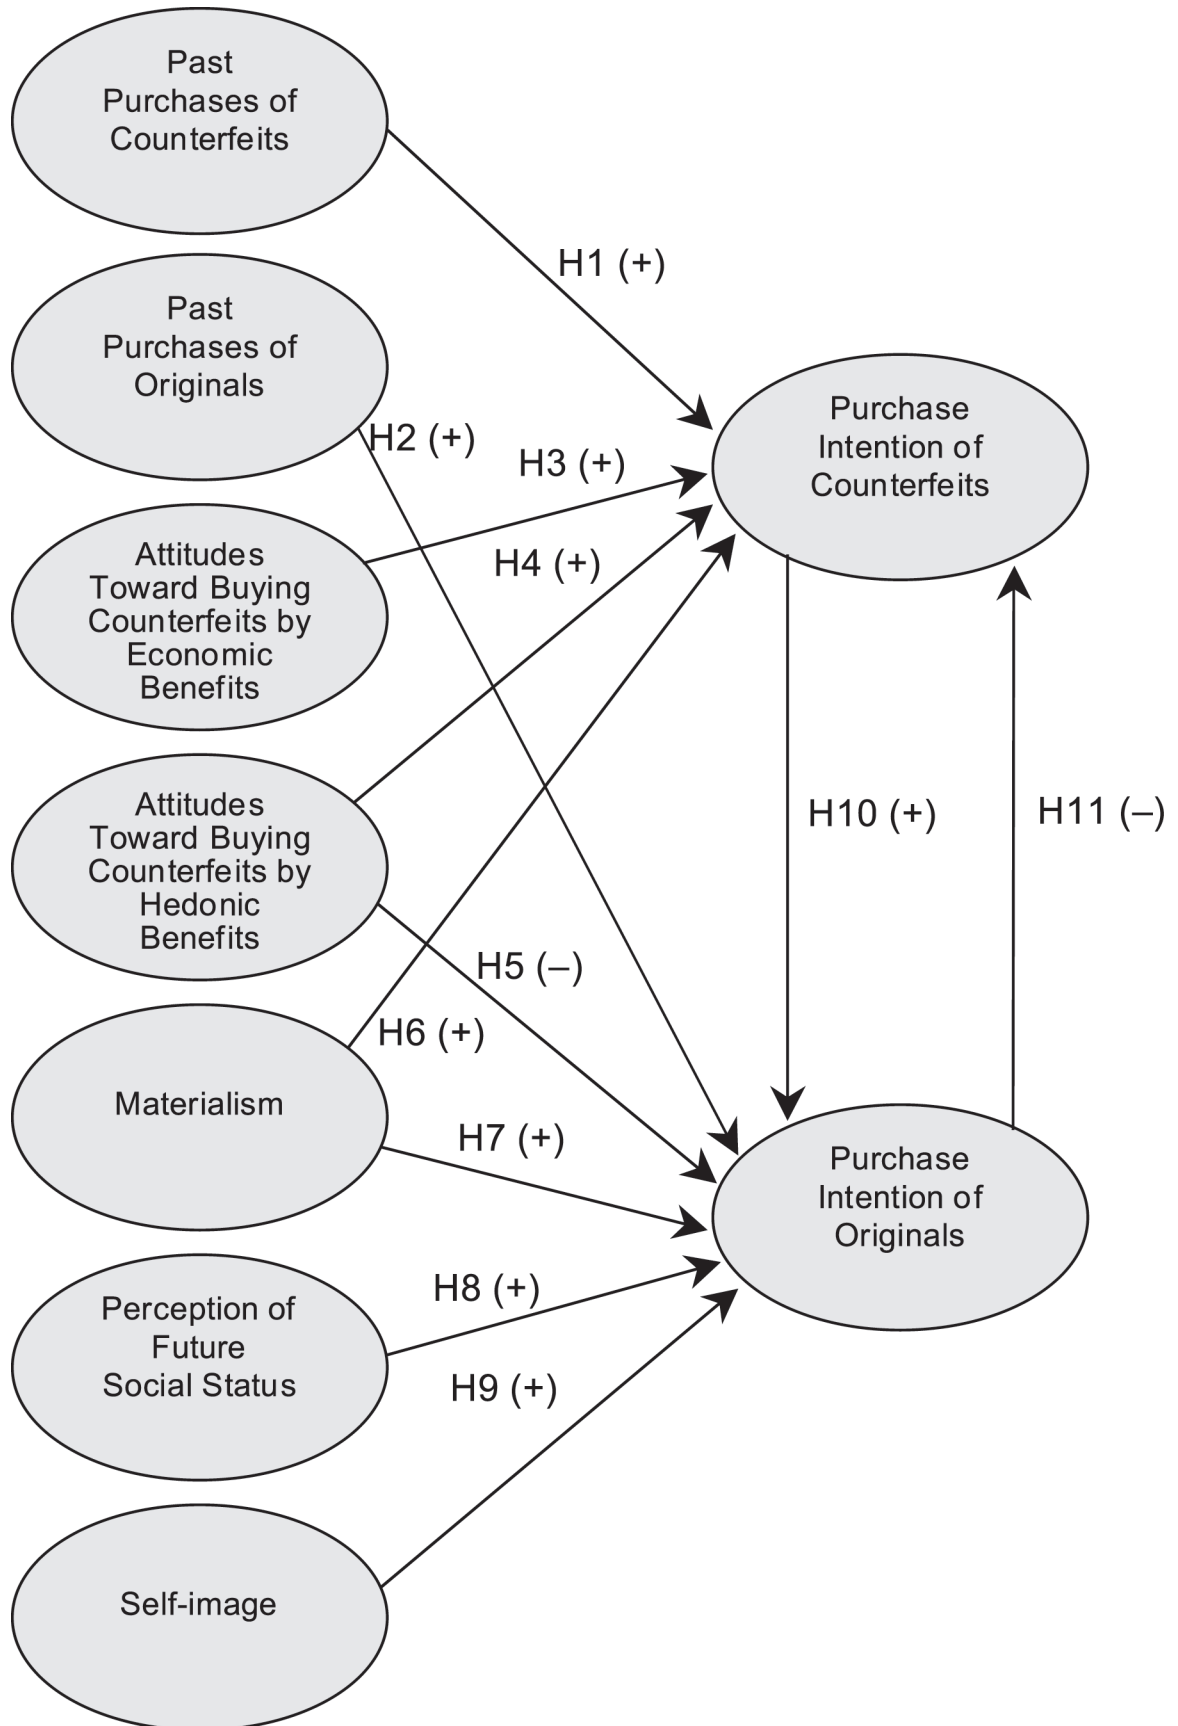 Past
Purchases of
Counterfeits
H1 (+)
Past
Purchases of
Originals
H2 (+)
H3 (+)
Purchase
Intention of
Counterfeits
Attitudes
Toward Buying
Counterfeits by
Economic
Benefits
H4 (+)
Attitudes
Toward Buying
Counterfeits by
Hedonic
Benefits
H10 (+)
H11 (–)
H5 (–)
H6 (+)
Materialism
H7 (+)
Purchase
Intention of
Originals
Perception of
Future
Social Status
H8 (+)
H9 (+)
Self-image